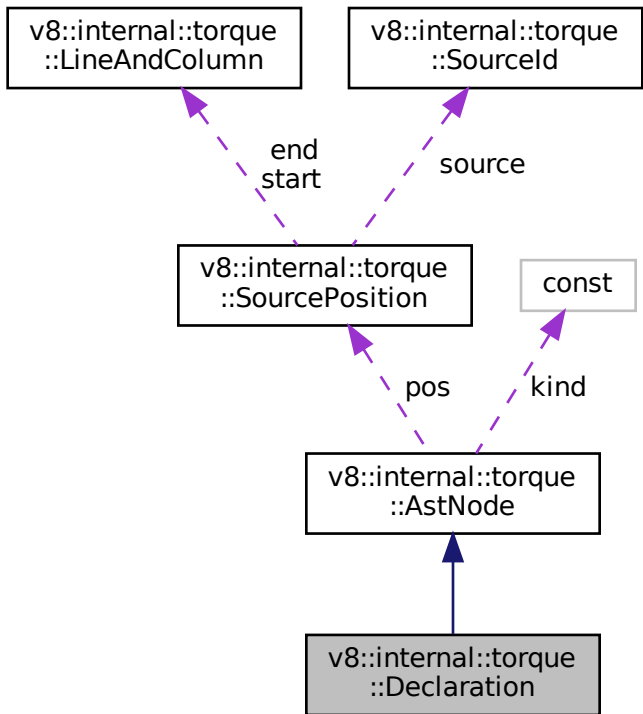 v8::internal::torque
::LineAndColumn
v8::internal::torque
::SourceId
end
start
source
v8::internal::torque
::SourcePosition
const
pos
kind
v8::internal::torque
::AstNode
v8::internal::torque
::Declaration